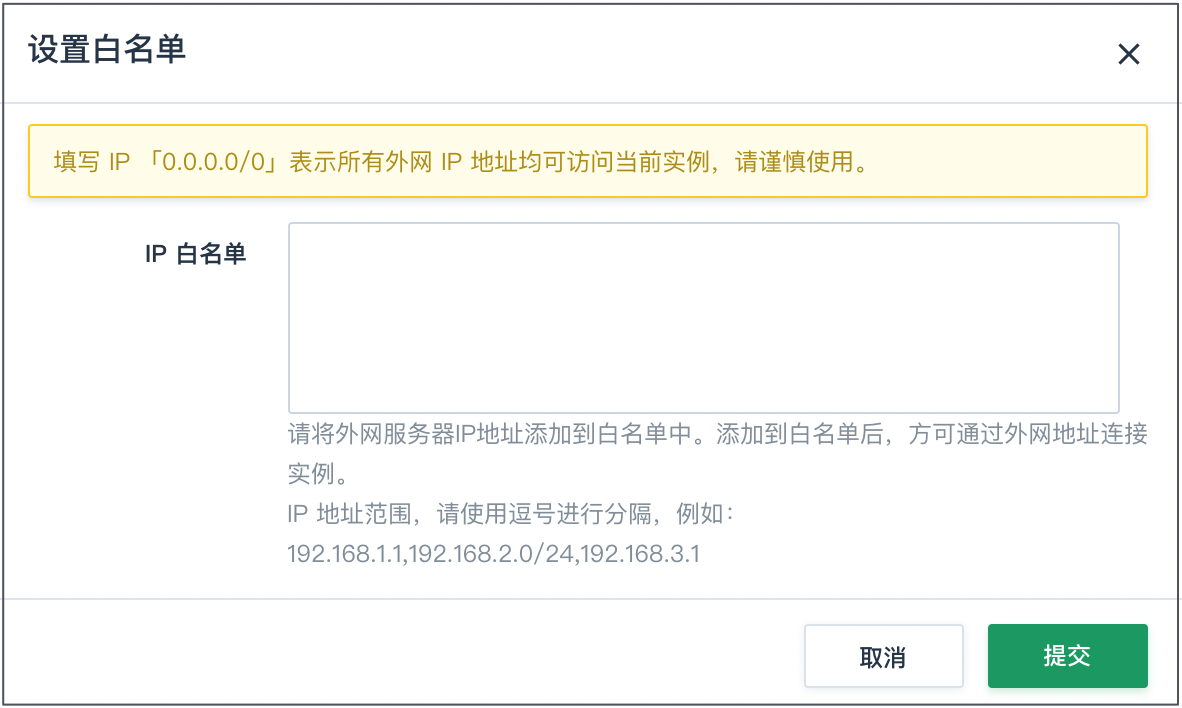 设置白名单
填写 IP 「0.0.0.0/0」表示所有外网 IP 地址均可访问当前实例，请谨慎使用。
IP 白名单
请将外网服务器IP地址添加到白名单中。添加到白名单后，方可通过外网地址连接
实例。
IP 地址范围，请使用逗号进行分隔，例如：
192.168.1.1,192.168.2.0/24,192.168.3.1
取消
提交